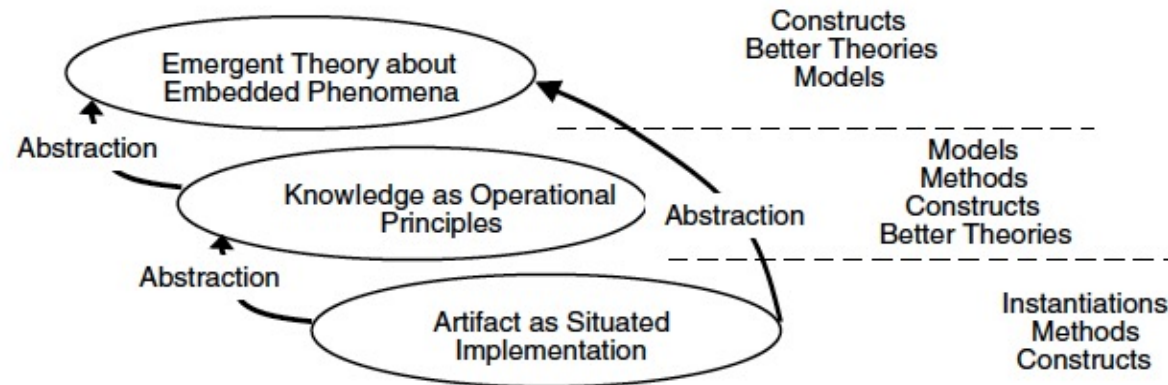 Constructs
Better Theories
Models
Emergent Theory about
Embedded Phenomena
Abstraction
Models
Methods
Constructs
Better Theories
Knowledge as Operational
Principles
Abstraction
Abstraction
Instantiations
Methods
Constructs
Artifact as Situated
Implementation